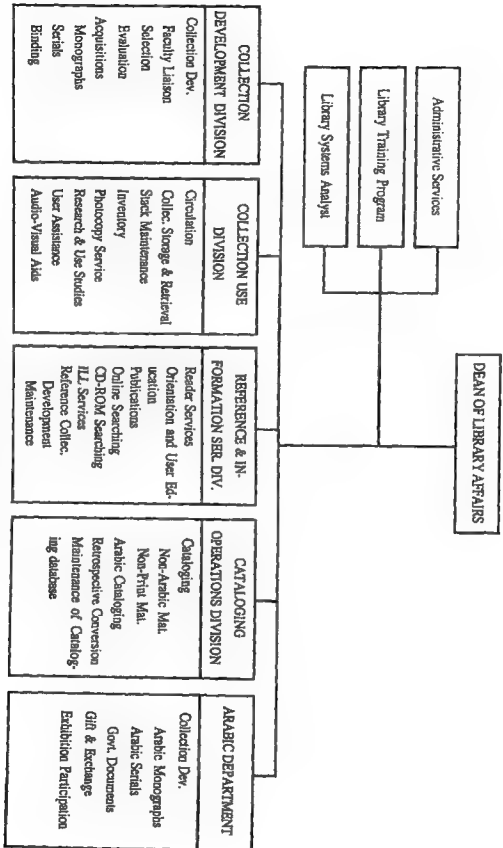 DEAN OF LIBRARY AFFAIRS
Administrative Services
Library Training Program
Library Systems Analyst
COLLECTION
DEVELOPMENT DIVISION
Collection Dev.
Faculty Liaison
Selection
Evaluation
Acquisitions
Monographs
Serials
Binding
COLLECTION USE
DIVISION
Circulation
Collec. Storage & Retrieval
Stack Maintenance
Inventory
Photocopy Service
Research & Use Studies
User Assistance
Audio-Visual Aids
REFERENCE & IN-
FORMATION SER. DIV.
Reader Services
Orientation and User Ed-
ucation
Publications
Online Searching
CD-ROM Searching
ILL Services
Reference Collec.
Development
Maintenance
CATALOGING
OPERATIONS DIVISION
Cataloging
Non-Arabic Mat.
Non-Print Mat.
Arabic Cataloging
Retrospective Conversion
Maintenance of Catalog-
ing database
ARABIC DEPARTMENT
Collection Dev.
Arabic Monographs
Arabic Serials
Govt. Documents
Gift & Exchange
Exhibition Participation